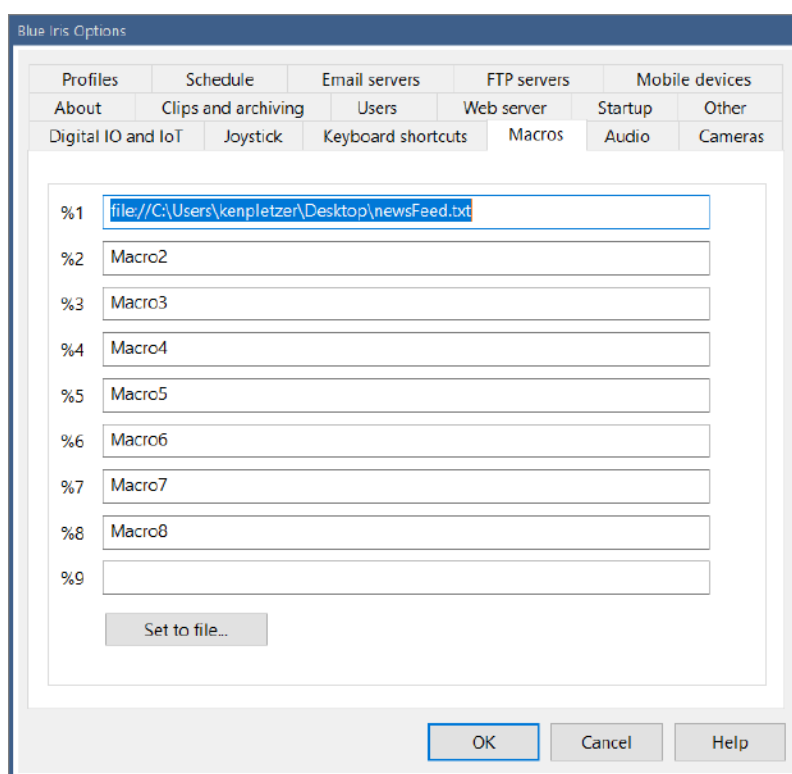 Blue Iris Options
Profiles Schedule Email servers FTP servers Mobile devices
About Clips and archiving Users Web server Startup Other
Digital IO and IoT Joystick Keyboard shortcuts Macros Audio Cameras
%1 file://C:\Users\kenpletzer\Desktop\newsFeed.txt
%2 Macro2
%3 Macro3
%4 Macro4
%5 Macro5
%6 Macro6
%7 Macro7
%8 Macro8
%9
Set to file...
OK Cancel Help